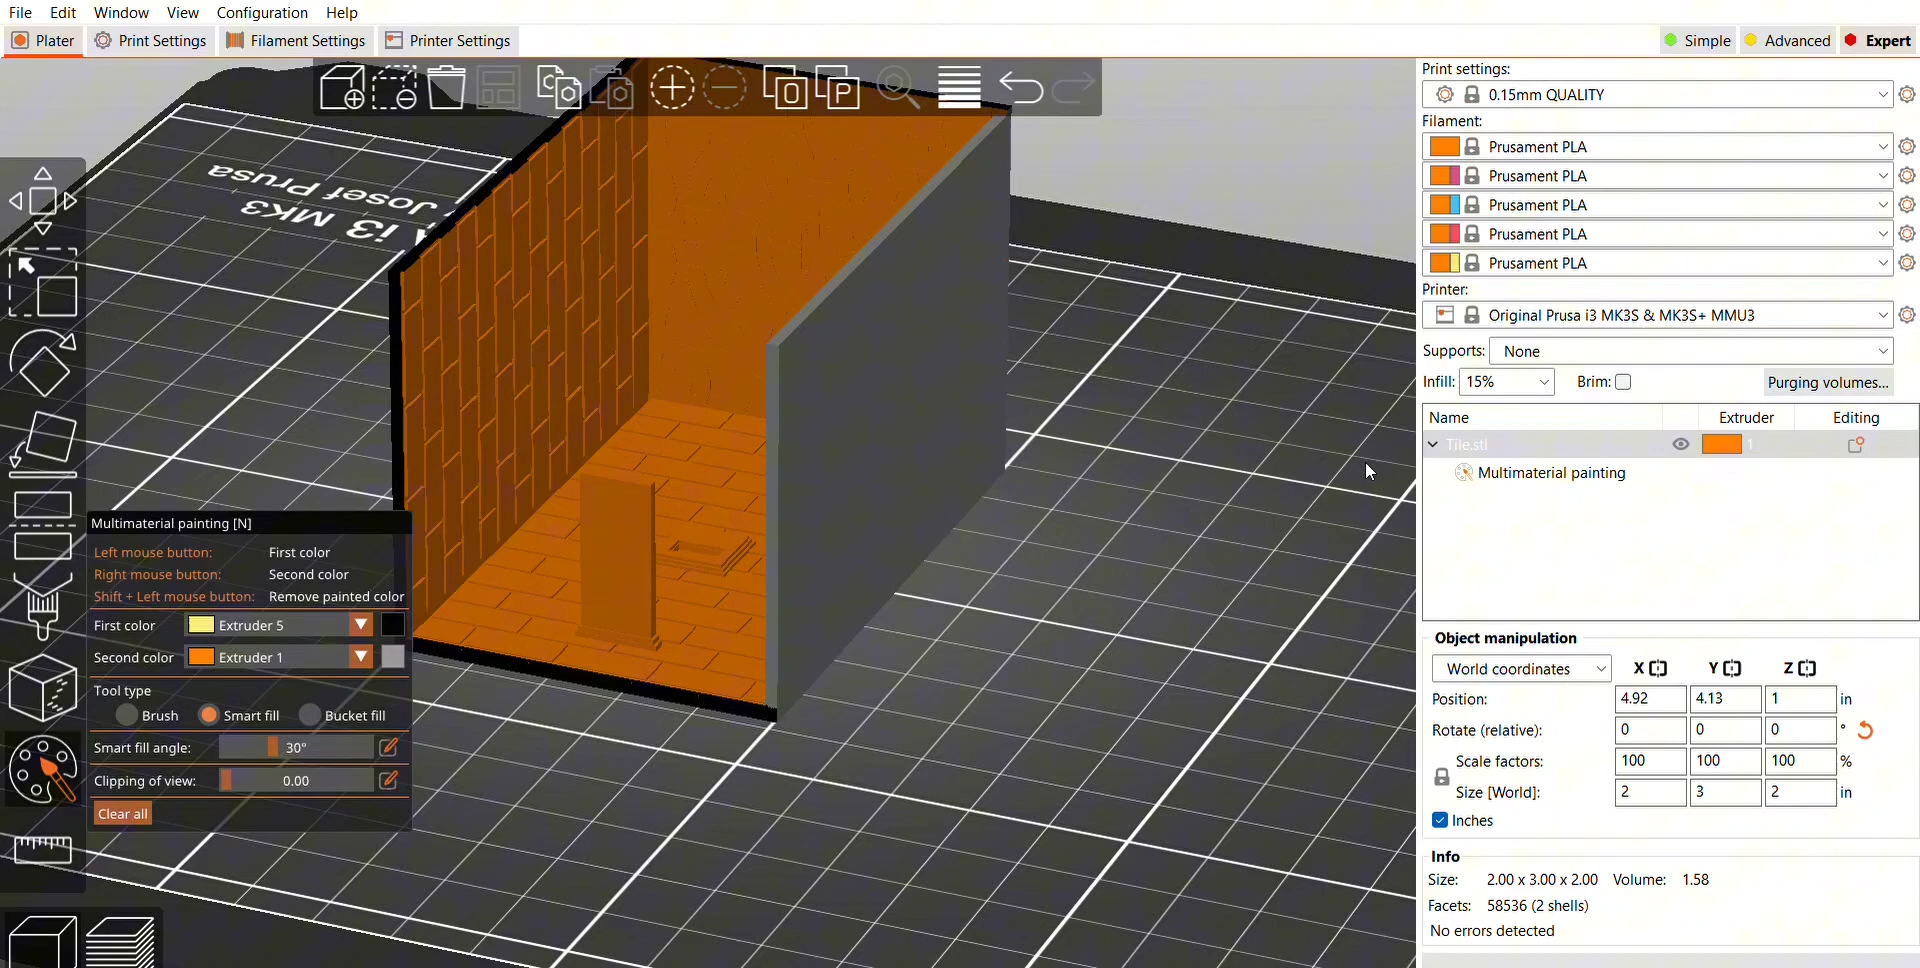 File Edit Window View Configuration Help
Plater Print Settings Filament Settings Printer Settings Simple Advanced Expert
O P
Josef Prusa
i3 MK3
Print settings:
0.15mm QUALITY
Filament:
Prusament PLA
Prusament PLA
Prusament PLA
Prusament PLA
Prusament PLA
Printer:
Original Prusa i3 MK3S & MK3S+ MMU3
Supports: None
Infill: 15% Brim: Purging volumes...
Name Extruder Editing
Tile.stl 1
Multimaterial painting
Multimaterial painting [N]
Left mouse button: First color
Right mouse button: Second color
Shift + Left mouse button: Remove painted color
First color Extruder 5
Second color Extruder 1
Tool type
Brush Smart fill Bucket fill
Smart fill angle: 30°
Clipping of view: 0.00
Clear all
Object manipulation
World coordinates X Y Z
Position: 4.92 4.13 1 in
Rotate (relative): 0 0 0 °
Scale factors: 100 100 100 %
Size [World]: 2 3 2 in
Inches
Info
Size: 2.00 x 3.00 x 2.00 Volume: 1.58
Facets: 58536 (2 shells)
No errors detected